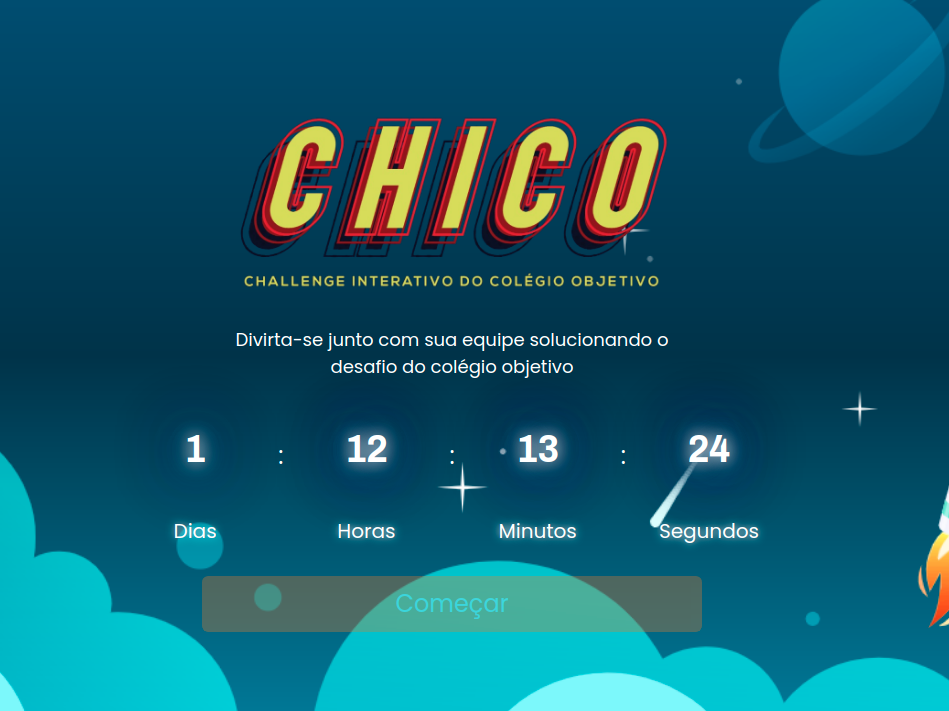 CHICO
CHALLENGE INTERATIVO DO COLÉGIO OBJETIVO
Divirta-se junto com sua equipe solucionando o
desafio do colégio objetivo
1 : 12 : 13 : 24
Dias Horas Minutos Segundos
Começar